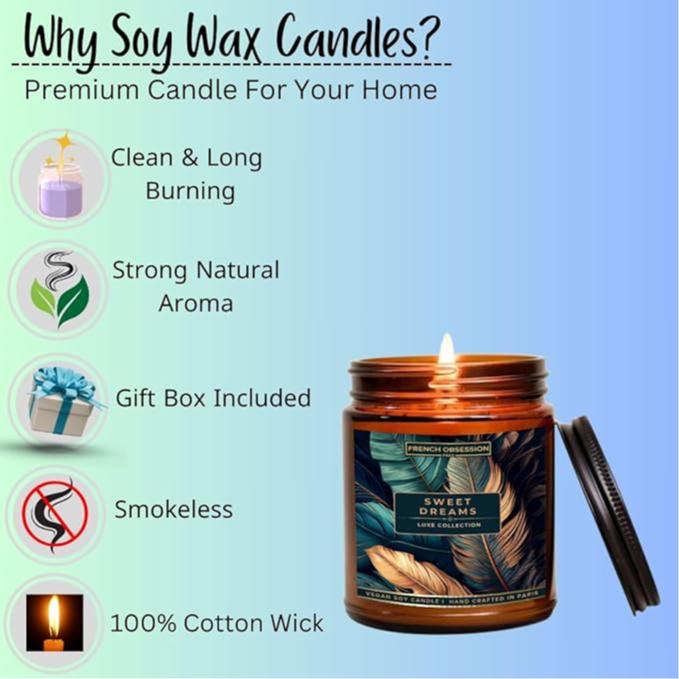 Why Soy Wax Candles?
Premium Candle For Your Home
Clean & Long
Burning
Strong Natural
Aroma
Gift Box Included
Smokeless
100% Cotton Wick
FRENCH OBSESSION
SWEET
DREAMS
LUXE COLLECTION
VEGAN SOY CANDLE | HAND CRAFTED IN PARIS